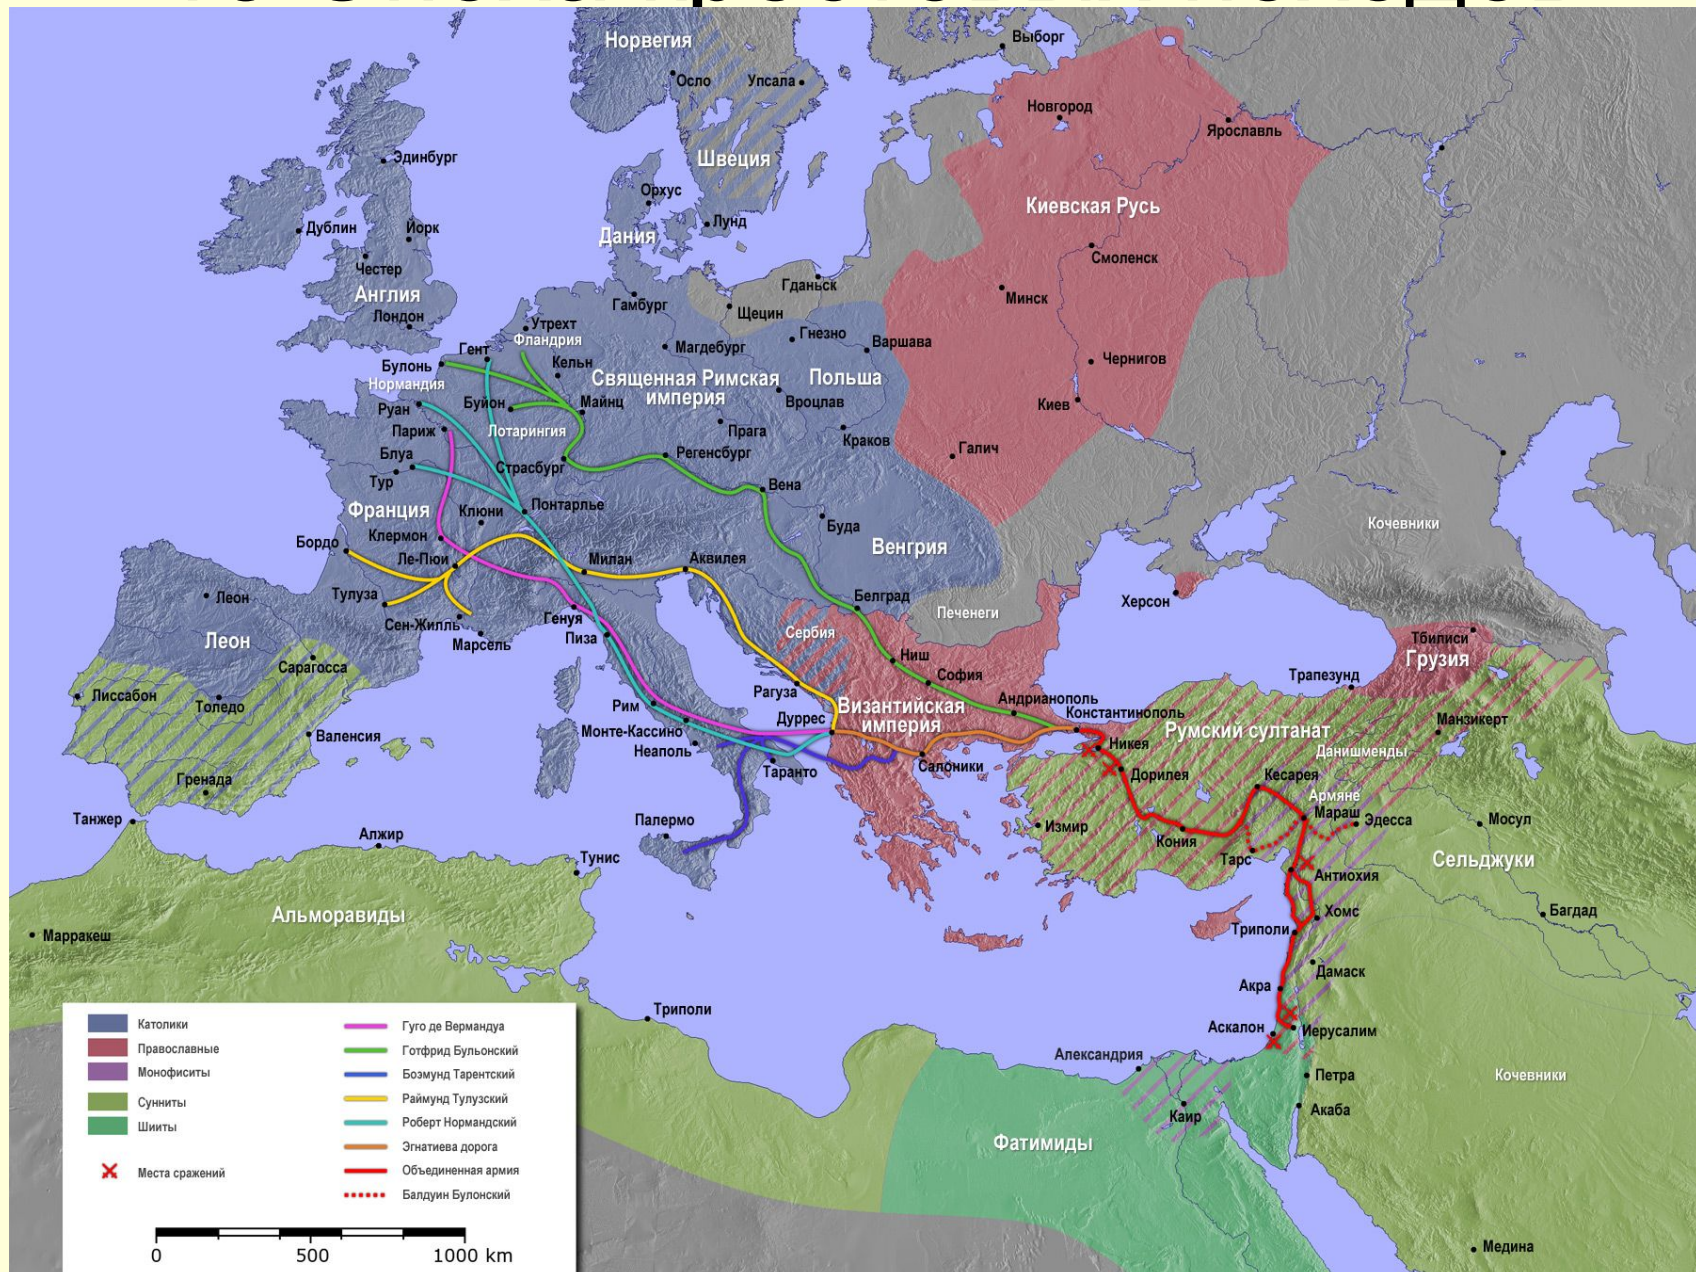 Норвегия
Выборг
Осло
Упсала
Новгород
Ярославль
Эдинбург
Швеция
Орхус
Киевская Русь
Дублин
Йорк
Дания
Лунд
Смоленск
Честер
Англия
Гданьск
Минск
Гамбург
Щецин
Лондон
Утрехт
Фландрия
Гнезно
Варшава
Гент
Магдебург
Чернигов
Булонь
Кельн
Нормандия
Священная Римская
империя
Польша
Руан
Буйон
Майнц
Вроцлав
Киев
Париж
Лотарингия
Прага
Краков
Галич
Блуа
Страсбург
Регенсбург
Тур
Вена
Франция
Клюни
Понтарлье
Буда
Кочевники
Клермон
Бордо
Ле-Пюи
Милан
Аквилея
Венгрия
Леон
Тулуза
Белград
Печенеги
Херсон
Сен-Жилль
Генуя
Пиза
Сербия
Тбилиси
Леон
Марсель
Грузия
Сарагосса
Ниш
София
Трапезунд
Лиссабон
Толедо
Рагуза
Рим
Дуррес
Византийская
империя
Андрианополь
Константинополь
Манзикерт
Монте-Кассино
Румский султанат
Валенсия
Неаполь
Никея
Данишменды
Гренада
Таранто
Салоники
Дорилея
Кесарея
Армяне
Танжер
Алжир
Палермо
Измир
Мараш
Эдесса
Мосул
Кония
Тунис
Тарс
Сельджуки
Антиохия
Альморавиды
Марракеш
Хомс
Багдад
Триполи
Дамаск
Акра
Триполи
Аскалон
Иерусалим
Александрия
Петра
Кочевники
Каир
Акаба
Фатимиды
Медина
Католики
Православные
Монофиситы
Сунниты
Шииты
Места сражений
Гуго де Вермандуа
Готфрид Бульонский
Боэмунд Тарентский
Раймунд Тулузский
Роберт Нормандский
Эгнатиева дорога
Объединенная армия
Балдуин Булонский
0 500 1000 km